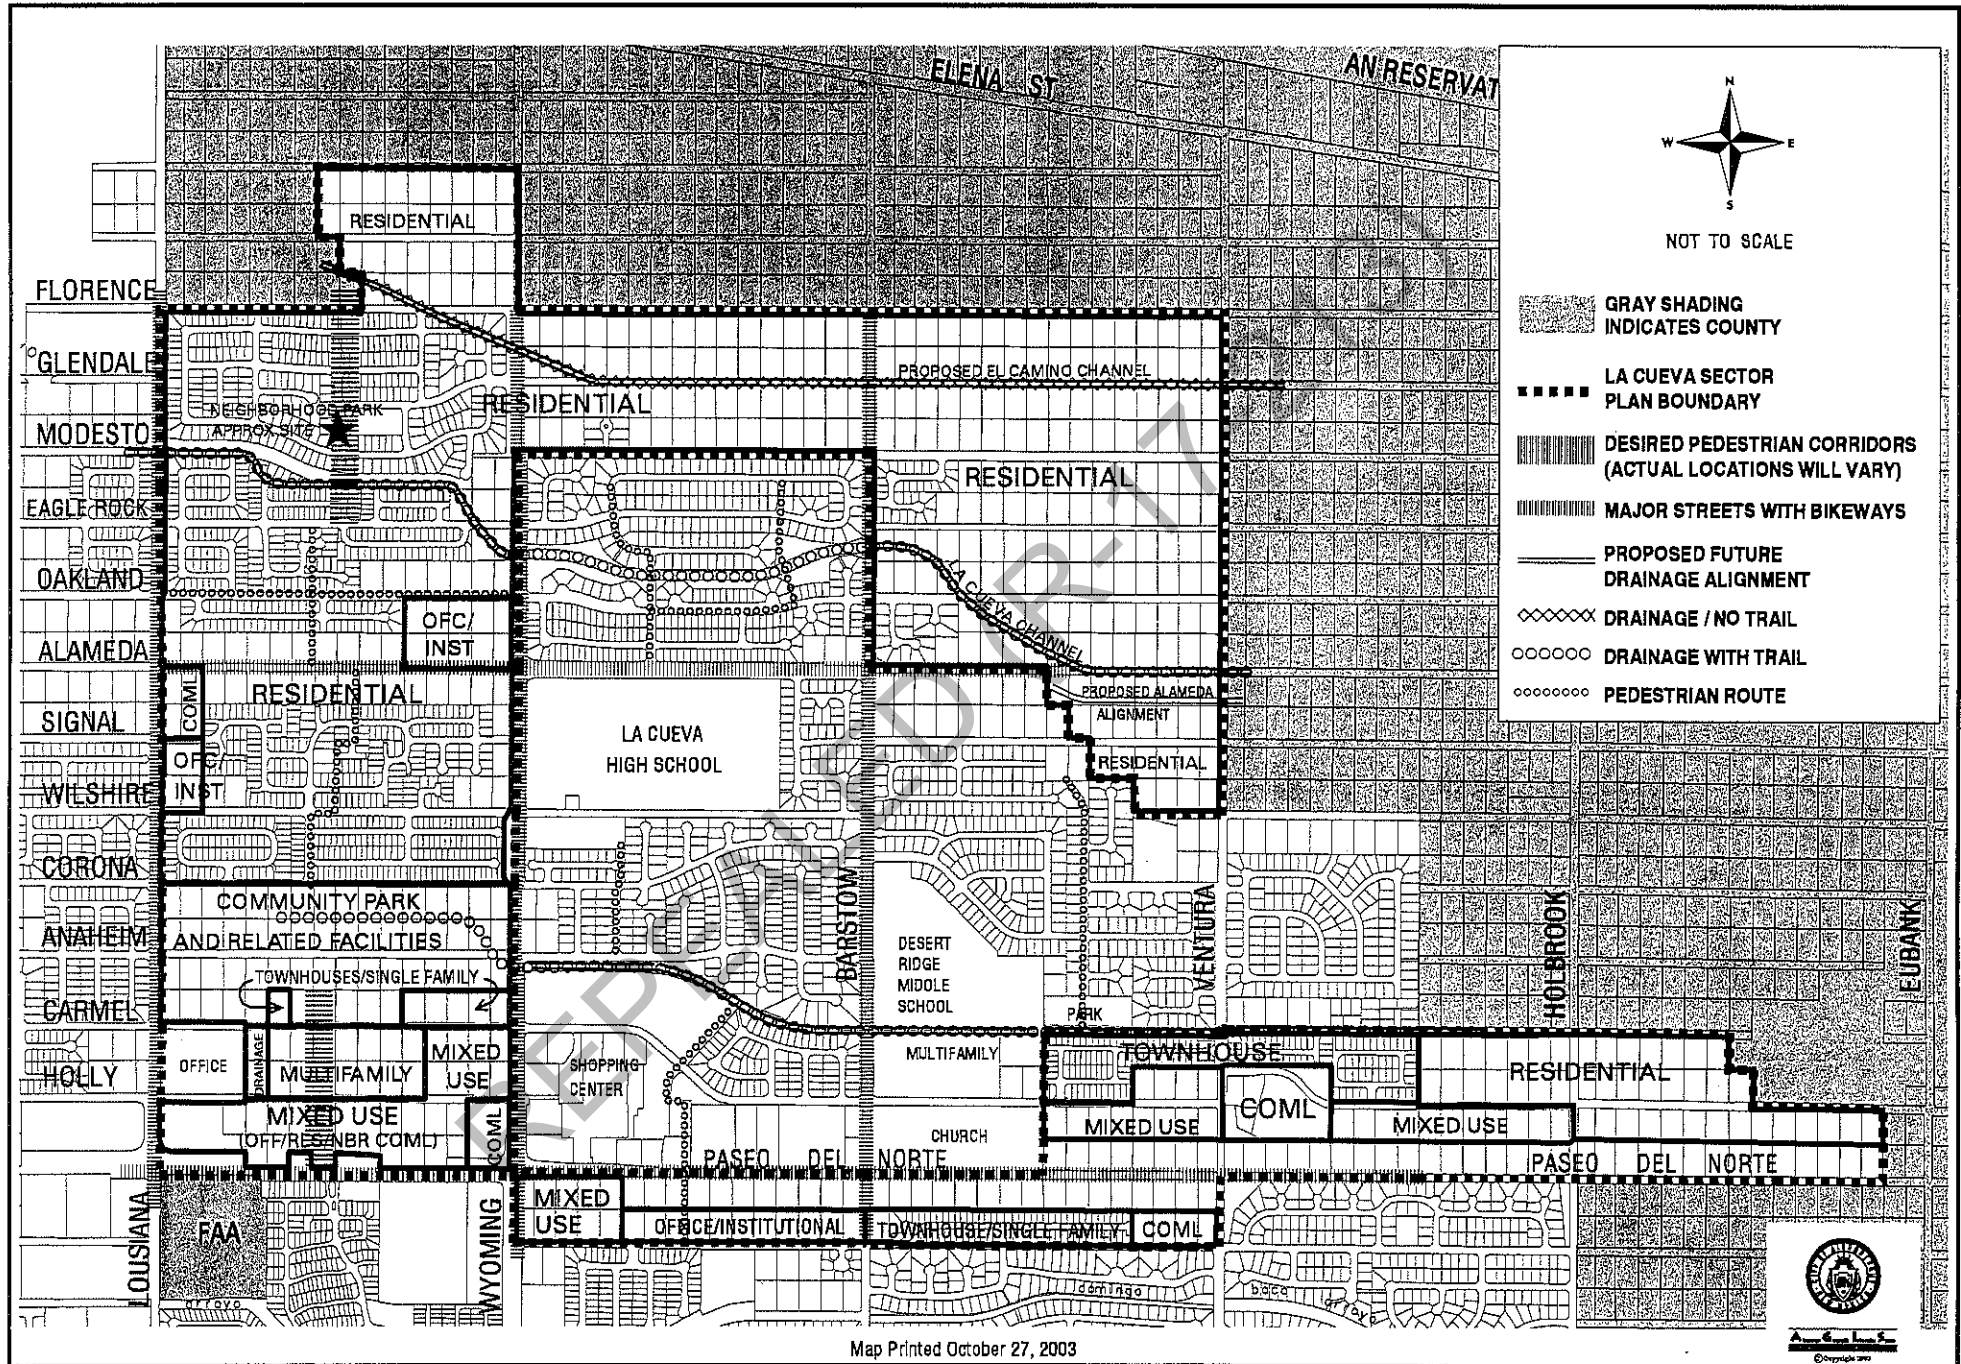 ELENA ST
AN RESERVAT
N
W
E
S
NOT TO SCALE
GRAY SHADING
INDICATES COUNTY
LA CUEVA SECTOR
PLAN BOUNDARY
DESIRED PEDESTRIAN CORRIDORS
(ACTUAL LOCATIONS WILL VARY)
MAJOR STREETS WITH BIKEWAYS
PROPOSED FUTURE
DRAINAGE ALIGNMENT
DRAINAGE / NO TRAIL
DRAINAGE WITH TRAIL
PEDESTRIAN ROUTE
RESIDENTIAL
FLORENCE
GLENDALE
PROPOSED EL CAMINO CHANNEL
RESIDENTIAL
NEIGHBORHOOD PARK
APPROX SITE
MODESTO
RESIDENTIAL
EAGLE ROCK
OAKLAND
LA CUEVA CHANNEL
OFC/
INST
ALAMEDA
RESIDENTIAL
COML
PROPOSED ALAMEDA
ALIGNMENT
SIGNAL
LA CUEVA
HIGH SCHOOL
RESIDENTIAL
OFC/
INST
WILSHIRE
CORONA
COMMUNITY PARK
AND RELATED FACILITIES
ANAHEIM
BARSTOW
VENTURA
HOLBROOK
EUBANK
DESERT
RIDGE
MIDDLE
SCHOOL
TOWNHOUSES/SINGLE FAMILY
CARMEL
PARK
OFFICE
DRAINAGE
MULTIFAMILY
MIXED
USE
HOLLY
SHOPPING
CENTER
MULTIFAMILY
TOWNHOUSE
RESIDENTIAL
MIXED USE
(OFF/RES/NBR COML)
COML
CHURCH
MIXED USE
COML
MIXED USE
PASEO DEL NORTE
PASEO DEL NORTE
LOUSIANA
FAA
WYOMING
MIXED
USE
OFFICE/INSTITUTIONAL
TOWNHOUSE/SINGLE FAMILY
COML
arroyo
domingo
baca
arroyo
REPEALED
Map Printed October 27, 2003